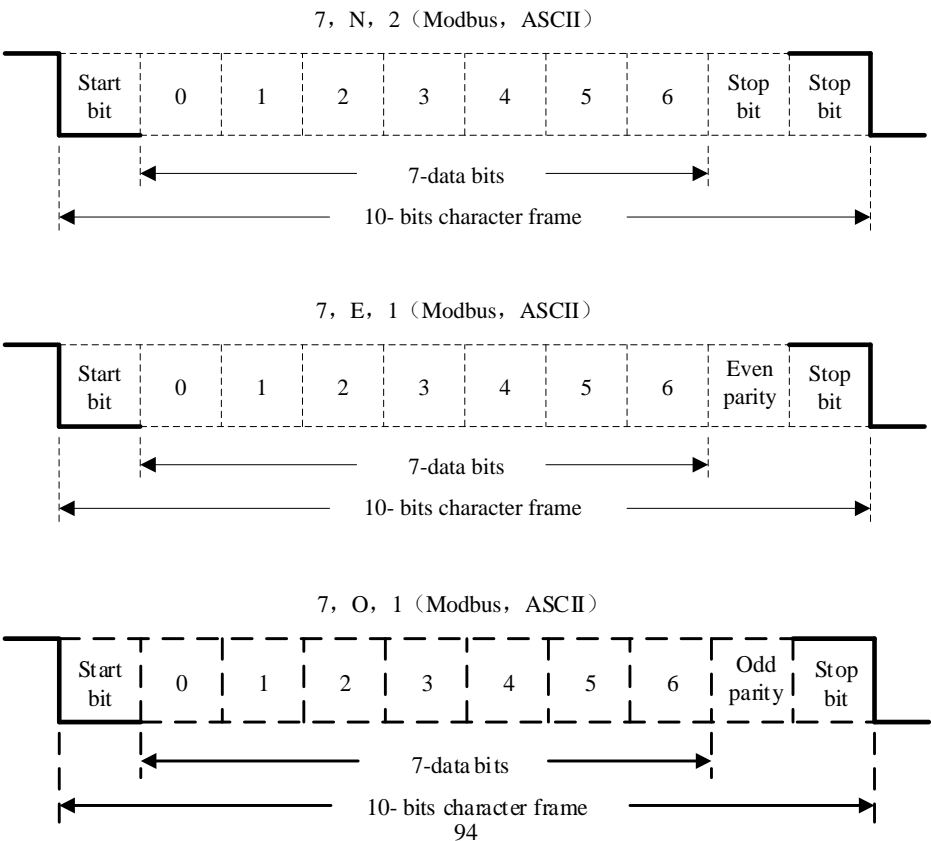 7，N，2（Modbus，ASCII）
Start bit 0 1 2 3 4 5 6 Stop bit Stop bit
7-data bits
10- bits character frame
7，E，1（Modbus，ASCII）
Start bit 0 1 2 3 4 5 6 Even parity Stop bit
7-data bits
10- bits character frame
7，O，1（Modbus，ASCII）
Start bit 0 1 2 3 4 5 6 Odd parity Stop bit
7-data bits
10- bits character frame
94